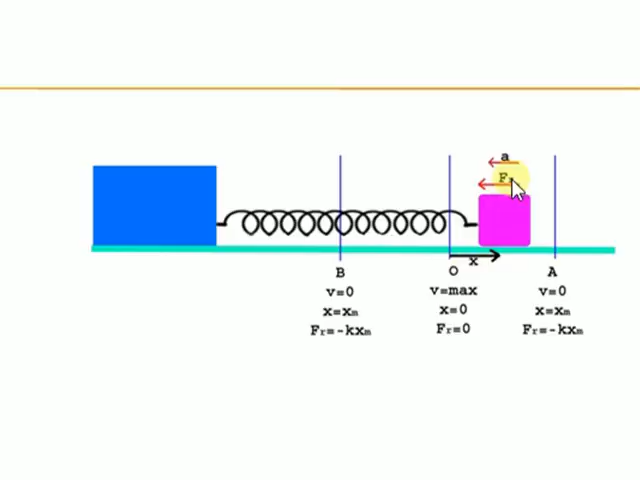 a
F
x
B O A
v=0 v=max v=0
x=xm x=0 x=xm
Fr=-kxm Fr=0 Fr=-kxm